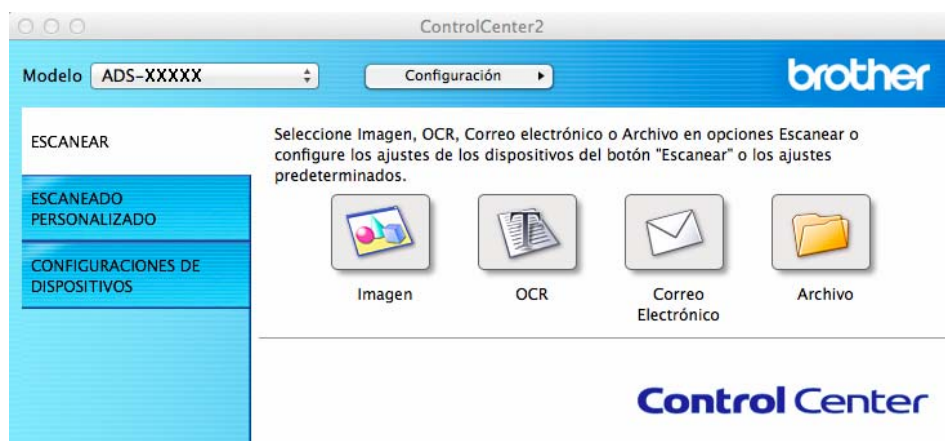 ControlCenter2
Modelo ADS-XXXXX Configuración
brother
ESCANEAR
ESCANEADO
PERSONALIZADO
CONFIGURACIONES DE
DISPOSITIVOS
Seleccione Imagen, OCR, Correo electrónico o Archivo en opciones Escanear o
configure los ajustes de los dispositivos del botón "Escanear" o los ajustes
predeterminados.
Imagen
OCR
Correo
Electrónico
Archivo
Control Center